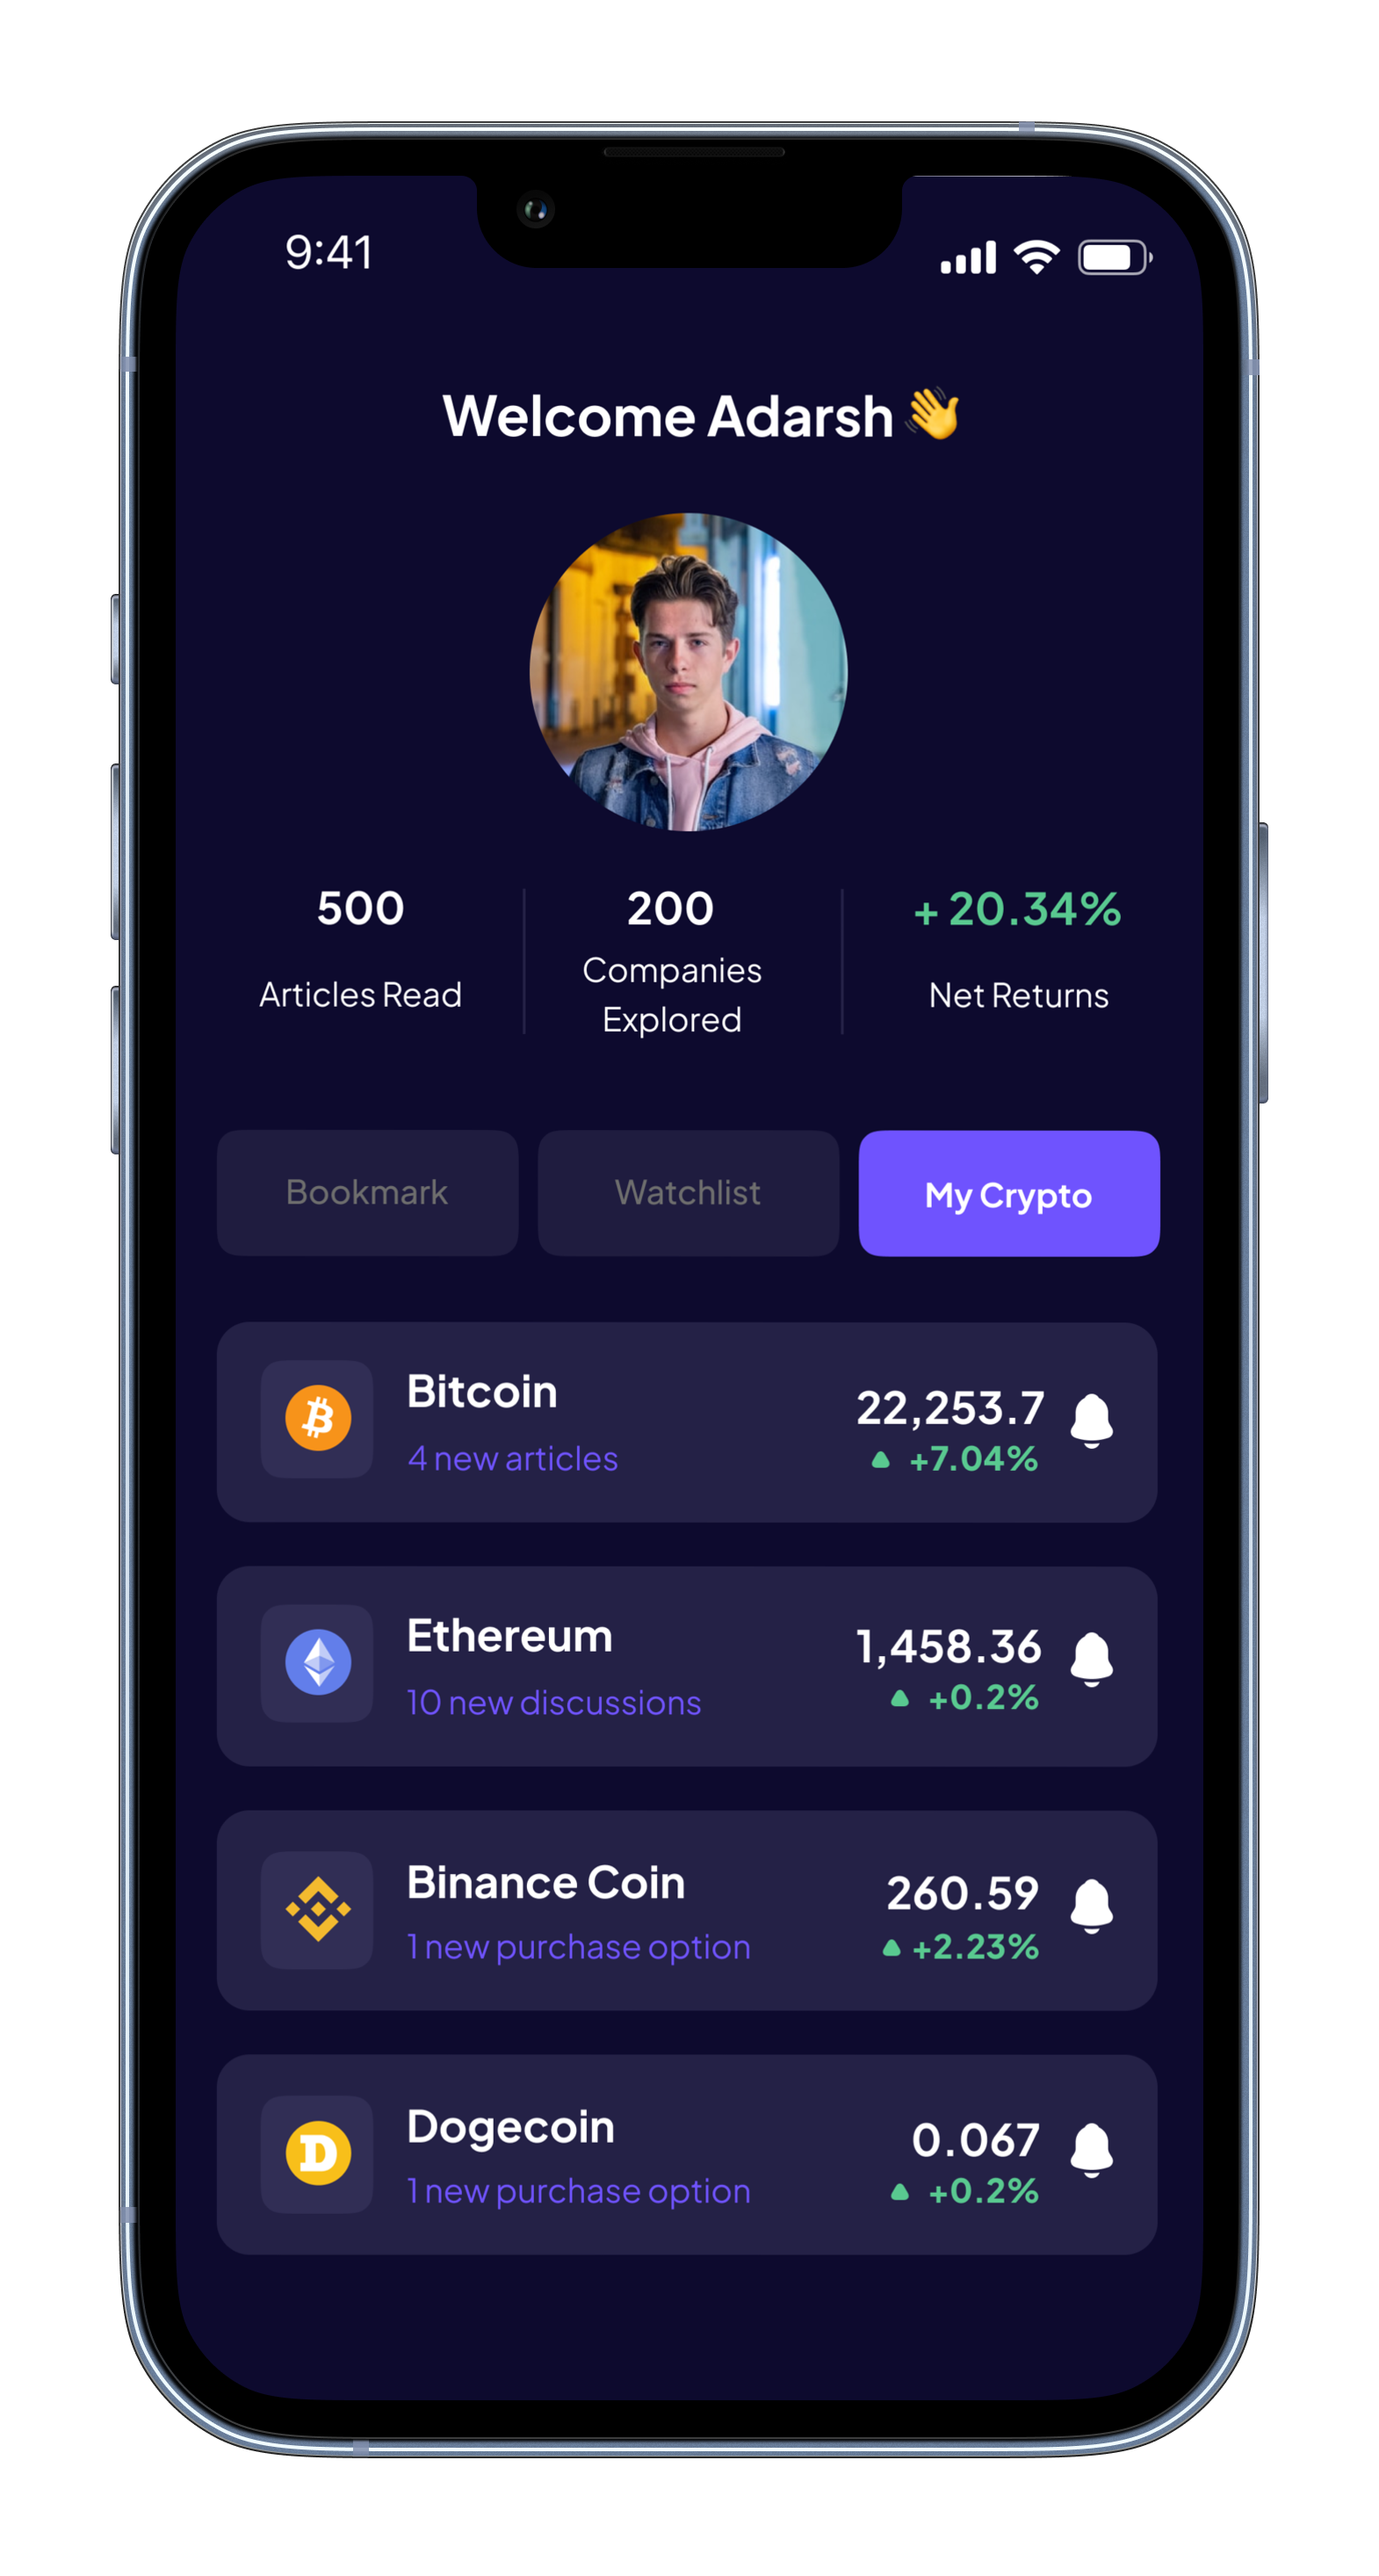 9:41
Welcome Adarsh 👋
500
200
+ 20.34%
Articles Read
Companies
Explored
Net Returns
Bookmark
Watchlist
My Crypto
Bitcoin
22,253.7
4 new articles
+7.04%
Ethereum
1,458.36
10 new discussions
+0.2%
Binance Coin
260.59
1 new purchase option
+2.23%
Dogecoin
0.067
1 new purchase option
+0.2%